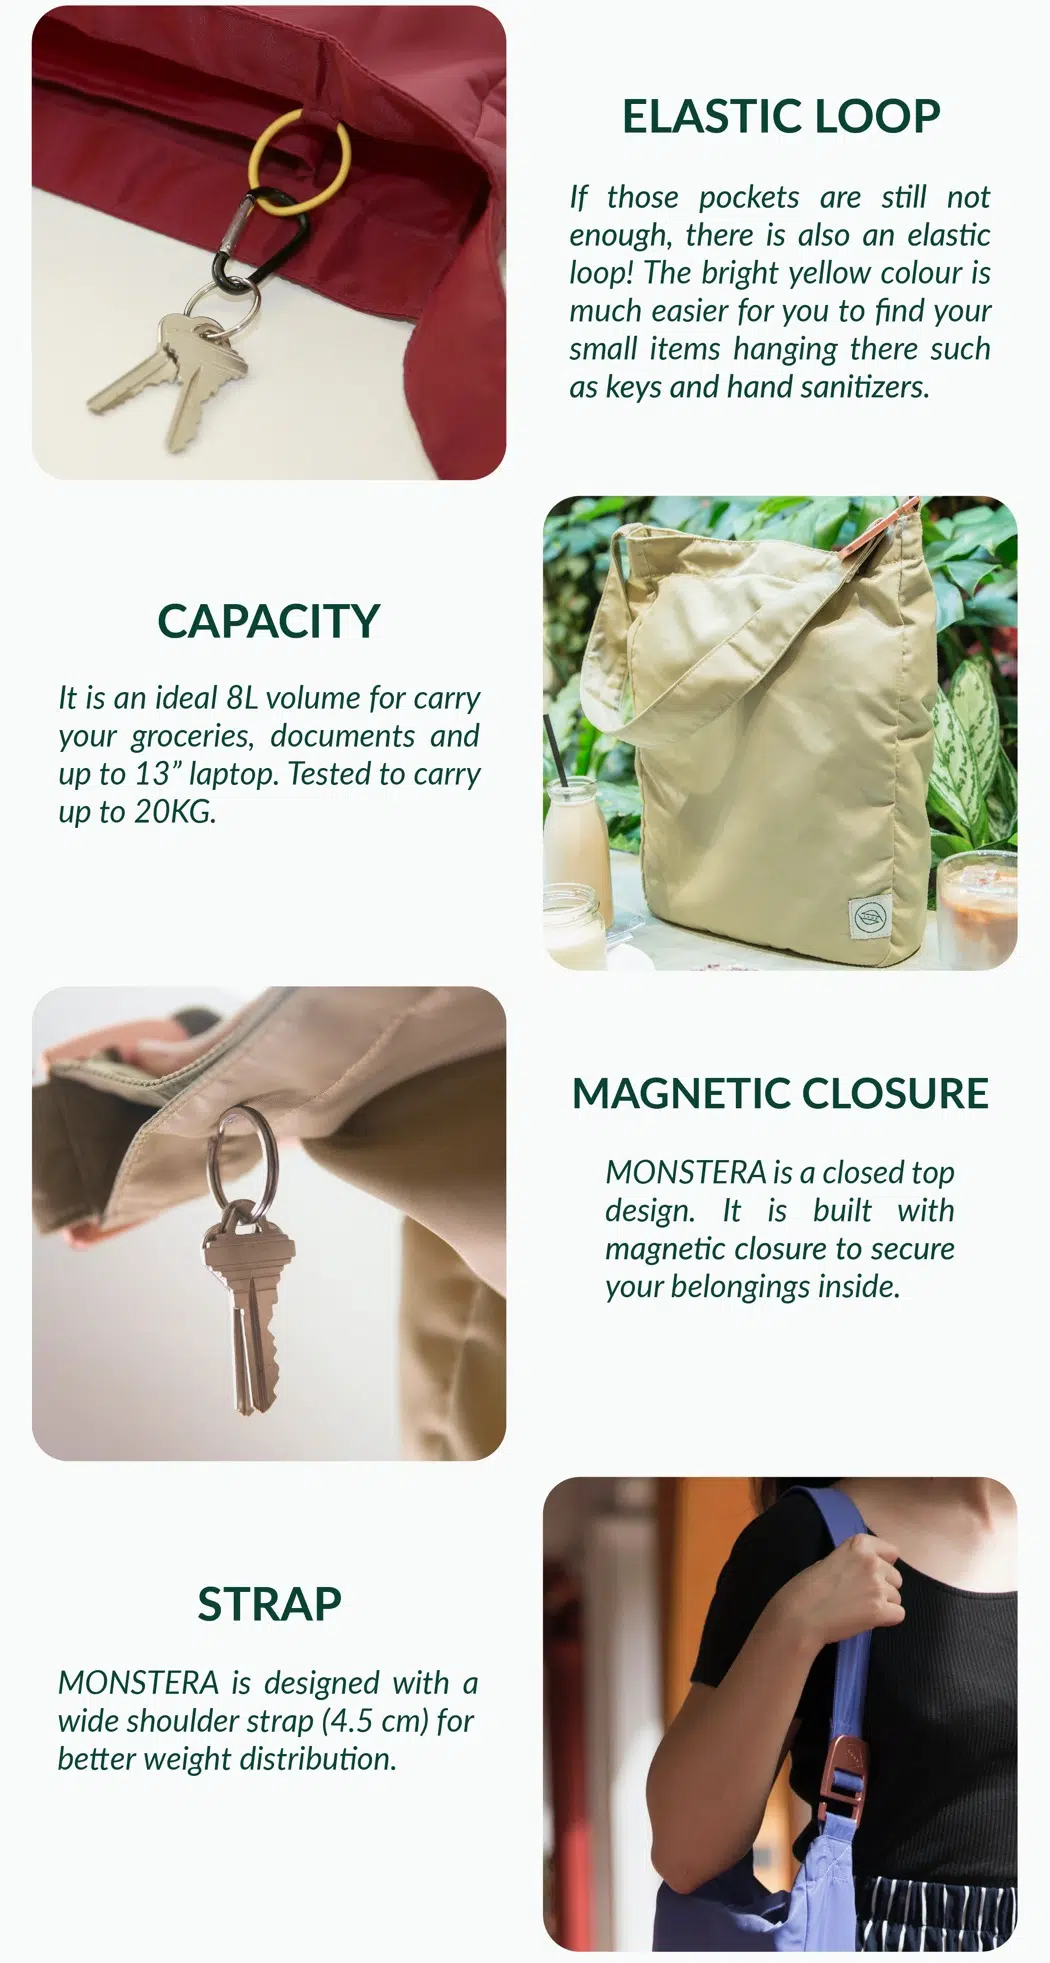 ELASTIC LOOP
If those pockets are still not
enough, there is also an elastic
loop! The bright yellow colour is
much easier for you to find your
small items hanging there such
as keys and hand sanitizers.
CAPACITY
It is an ideal 8L volume for carry
your groceries, documents and
up to 13” laptop. Tested to carry
up to 20KG.
MAGNETIC CLOSURE
MONSTERA is a closed top
design. It is built with
magnetic closure to secure
your belongings inside.
STRAP
MONSTERA is designed with a
wide shoulder strap (4.5 cm) for
better weight distribution.